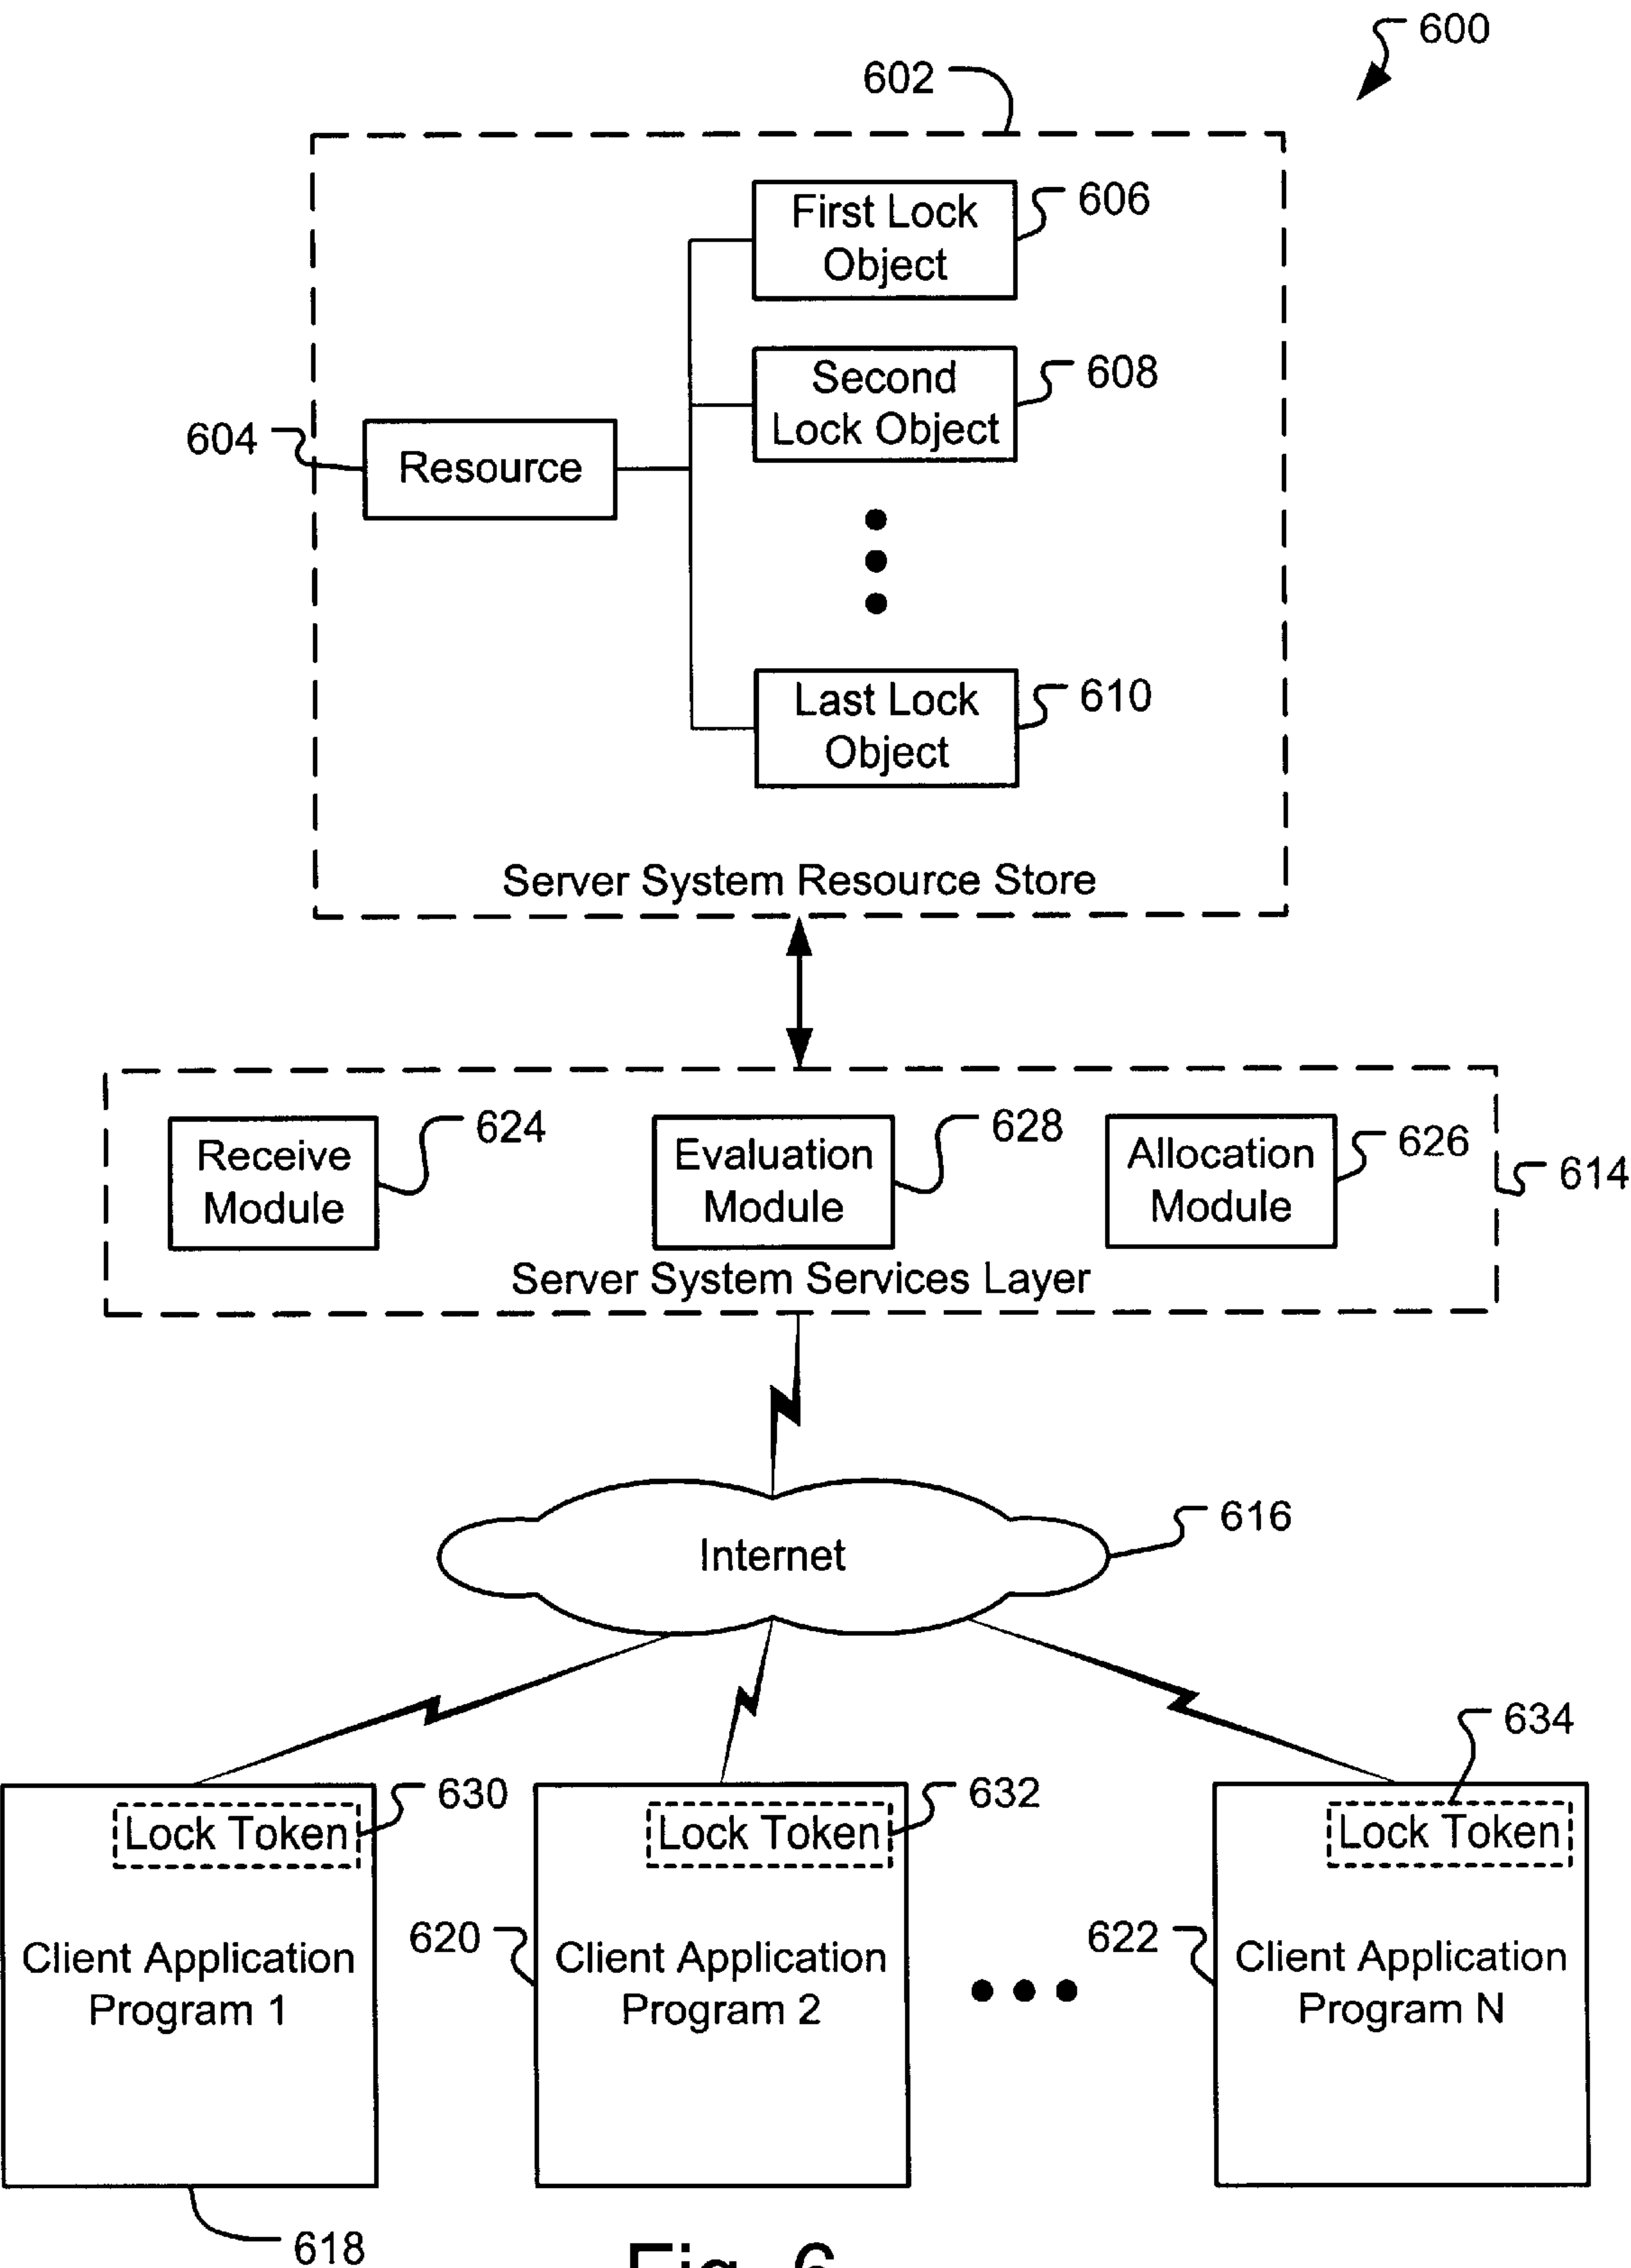 600
602
First Lock
Object
606
Second
Lock Object
608
604
Resource
Last Lock
Object
610
Server System Resource Store
Receive
Module
624
Evaluation
Module
628
Allocation
Module
626
614
Server System Services Layer
Internet
616
634
Lock Token
630
Lock Token
632
Lock Token
Client Application
Program 1
620
Client Application
Program 2
622
Client Application
Program N
618
Fig. 6